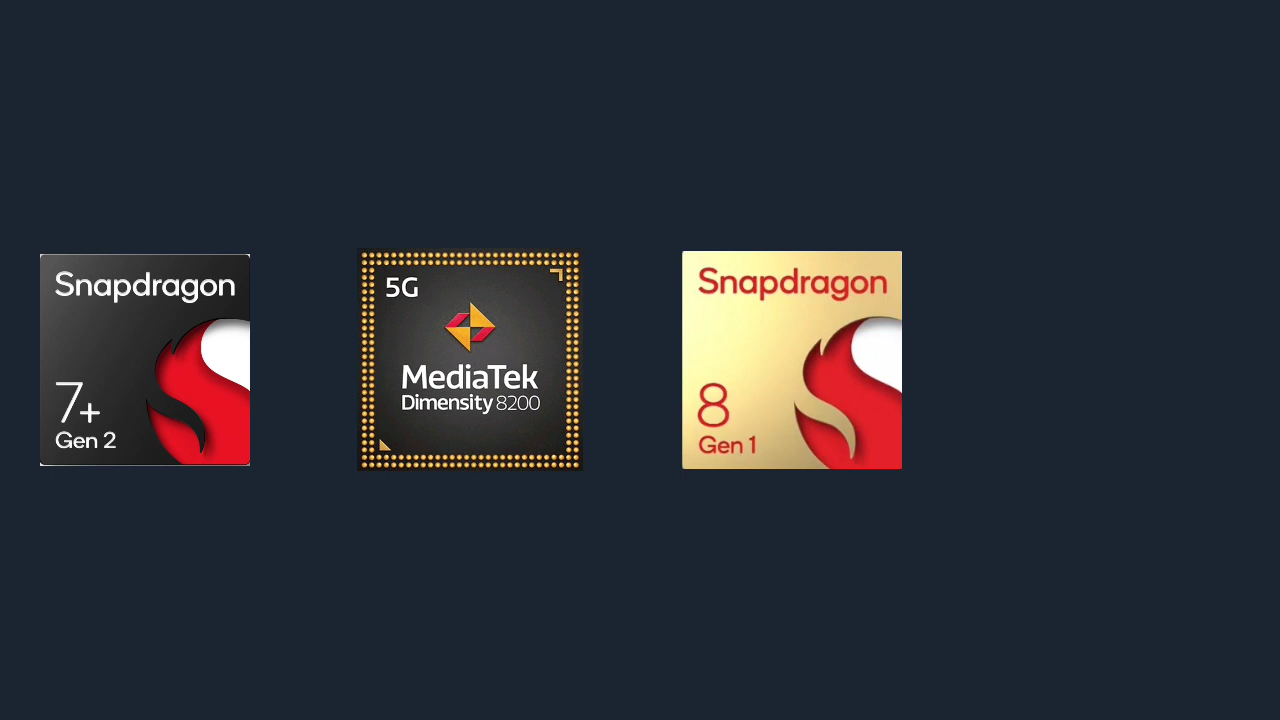 Snapdragon
7+
Gen 2
5G
MediaTek
Dimensity 8200
Snapdragon
8
Gen 1